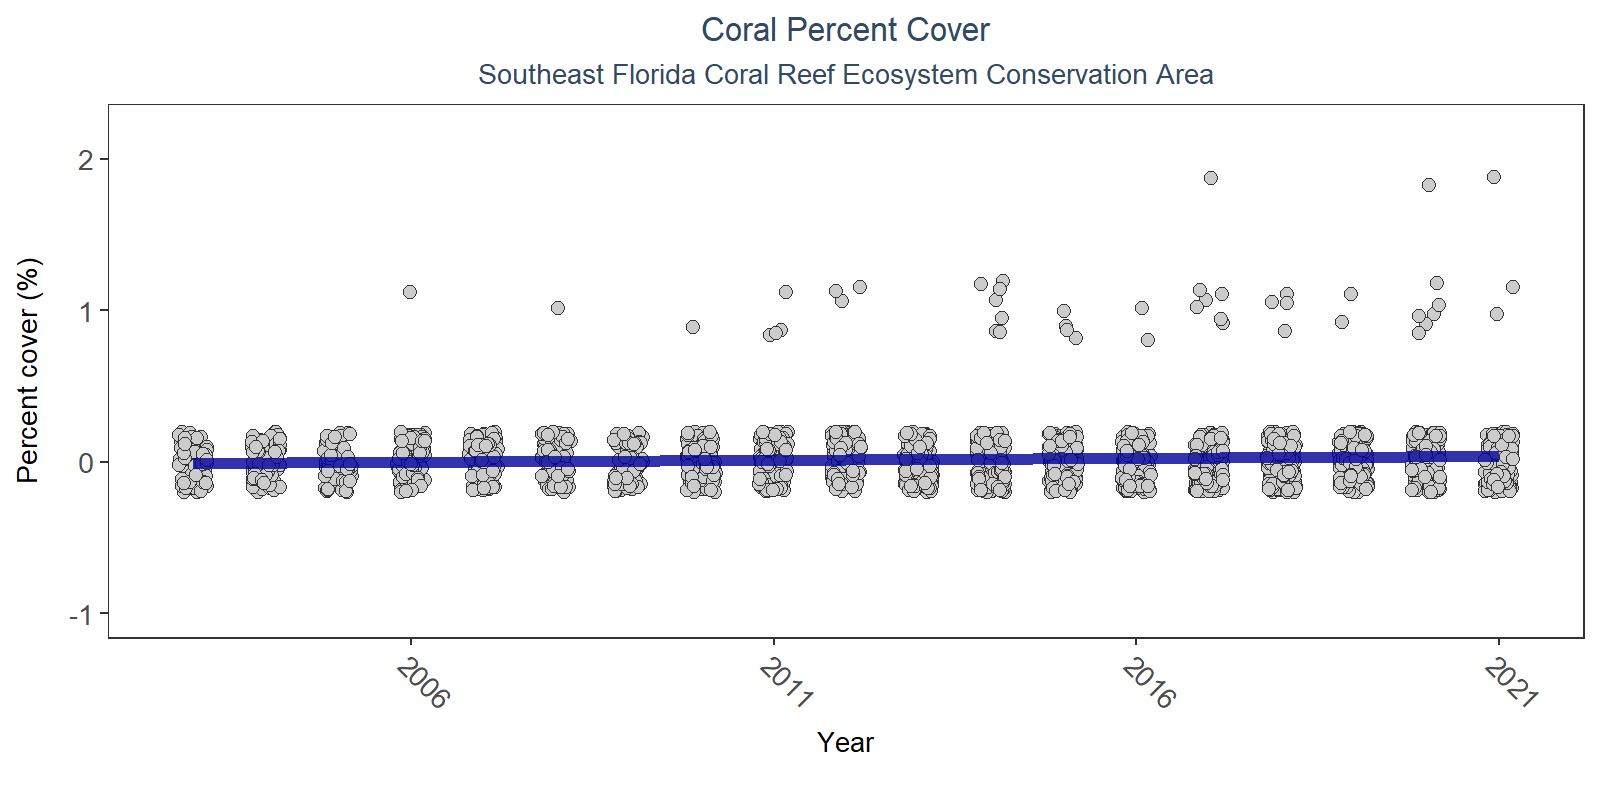 Coral Percent Cover
Southeast Florida Coral Reef Ecosystem Conservation Area
Percent cover (%)
2
1
0
-1
2006
2011
2016
2021
Year